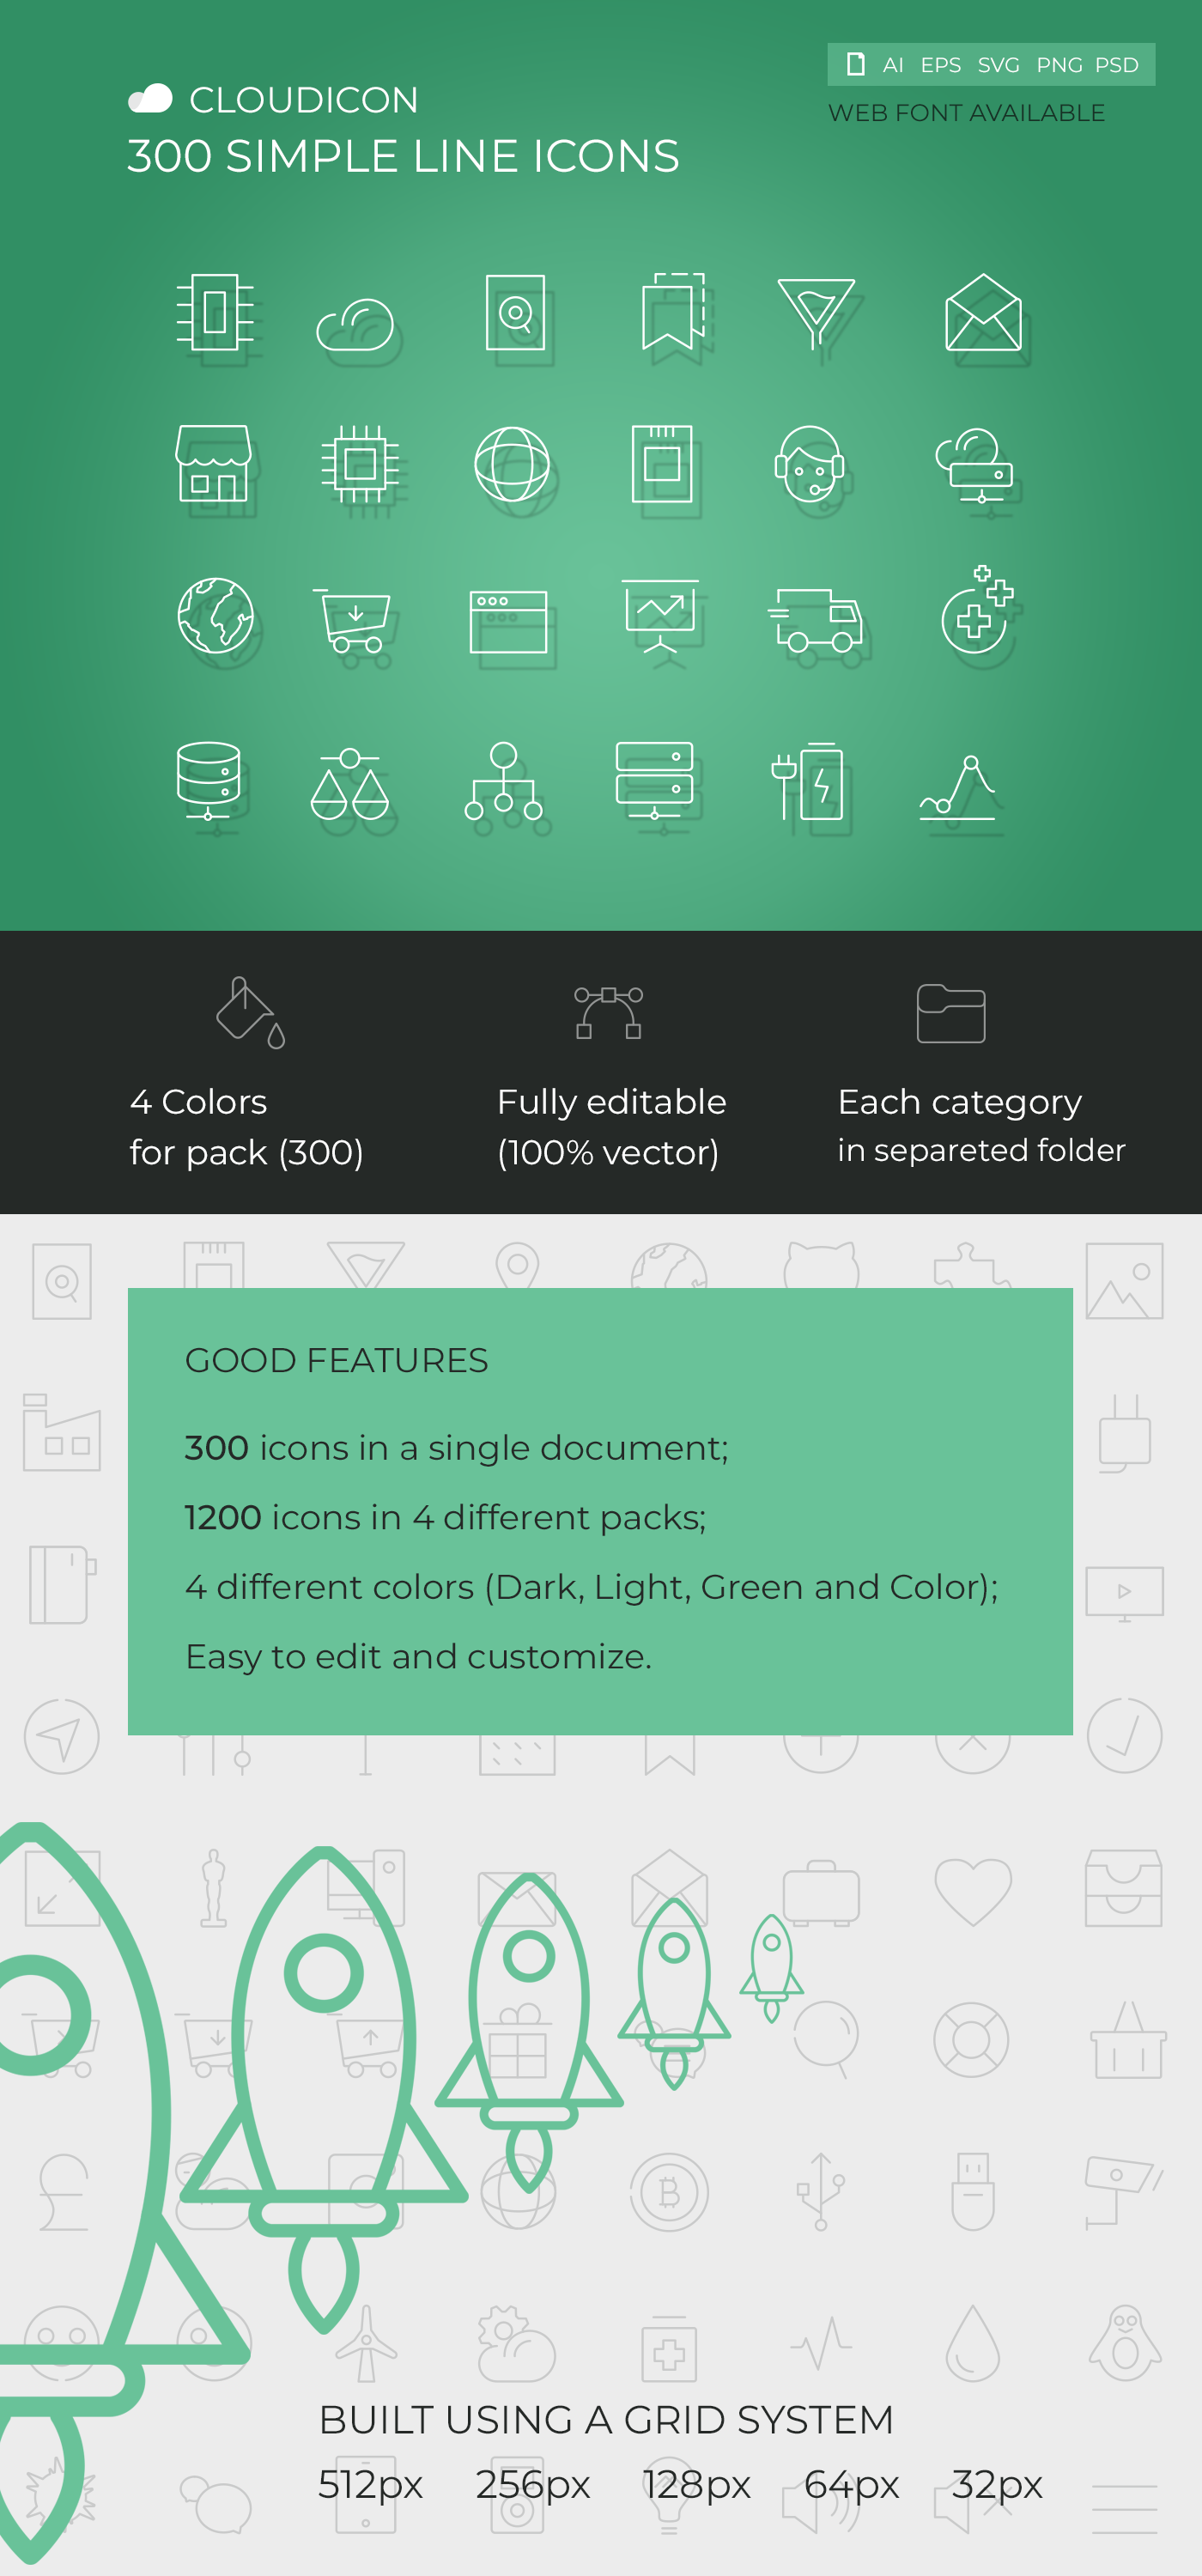 CLOUDICON
300 SIMPLE LINE ICONS
AI EPS SVG PNG PSD
WEB FONT AVAILABLE
4 Colors
for pack (300)
Fully editable
(100% vector)
Each category
in separeted folder
GOOD FEATURES
300 icons in a single document;
1200 icons in 4 different packs;
4 different colors (Dark, Light, Green and Color);
Easy to edit and customize.
BUILT USING A GRID SYSTEM
512px 256px 128px 64px 32px